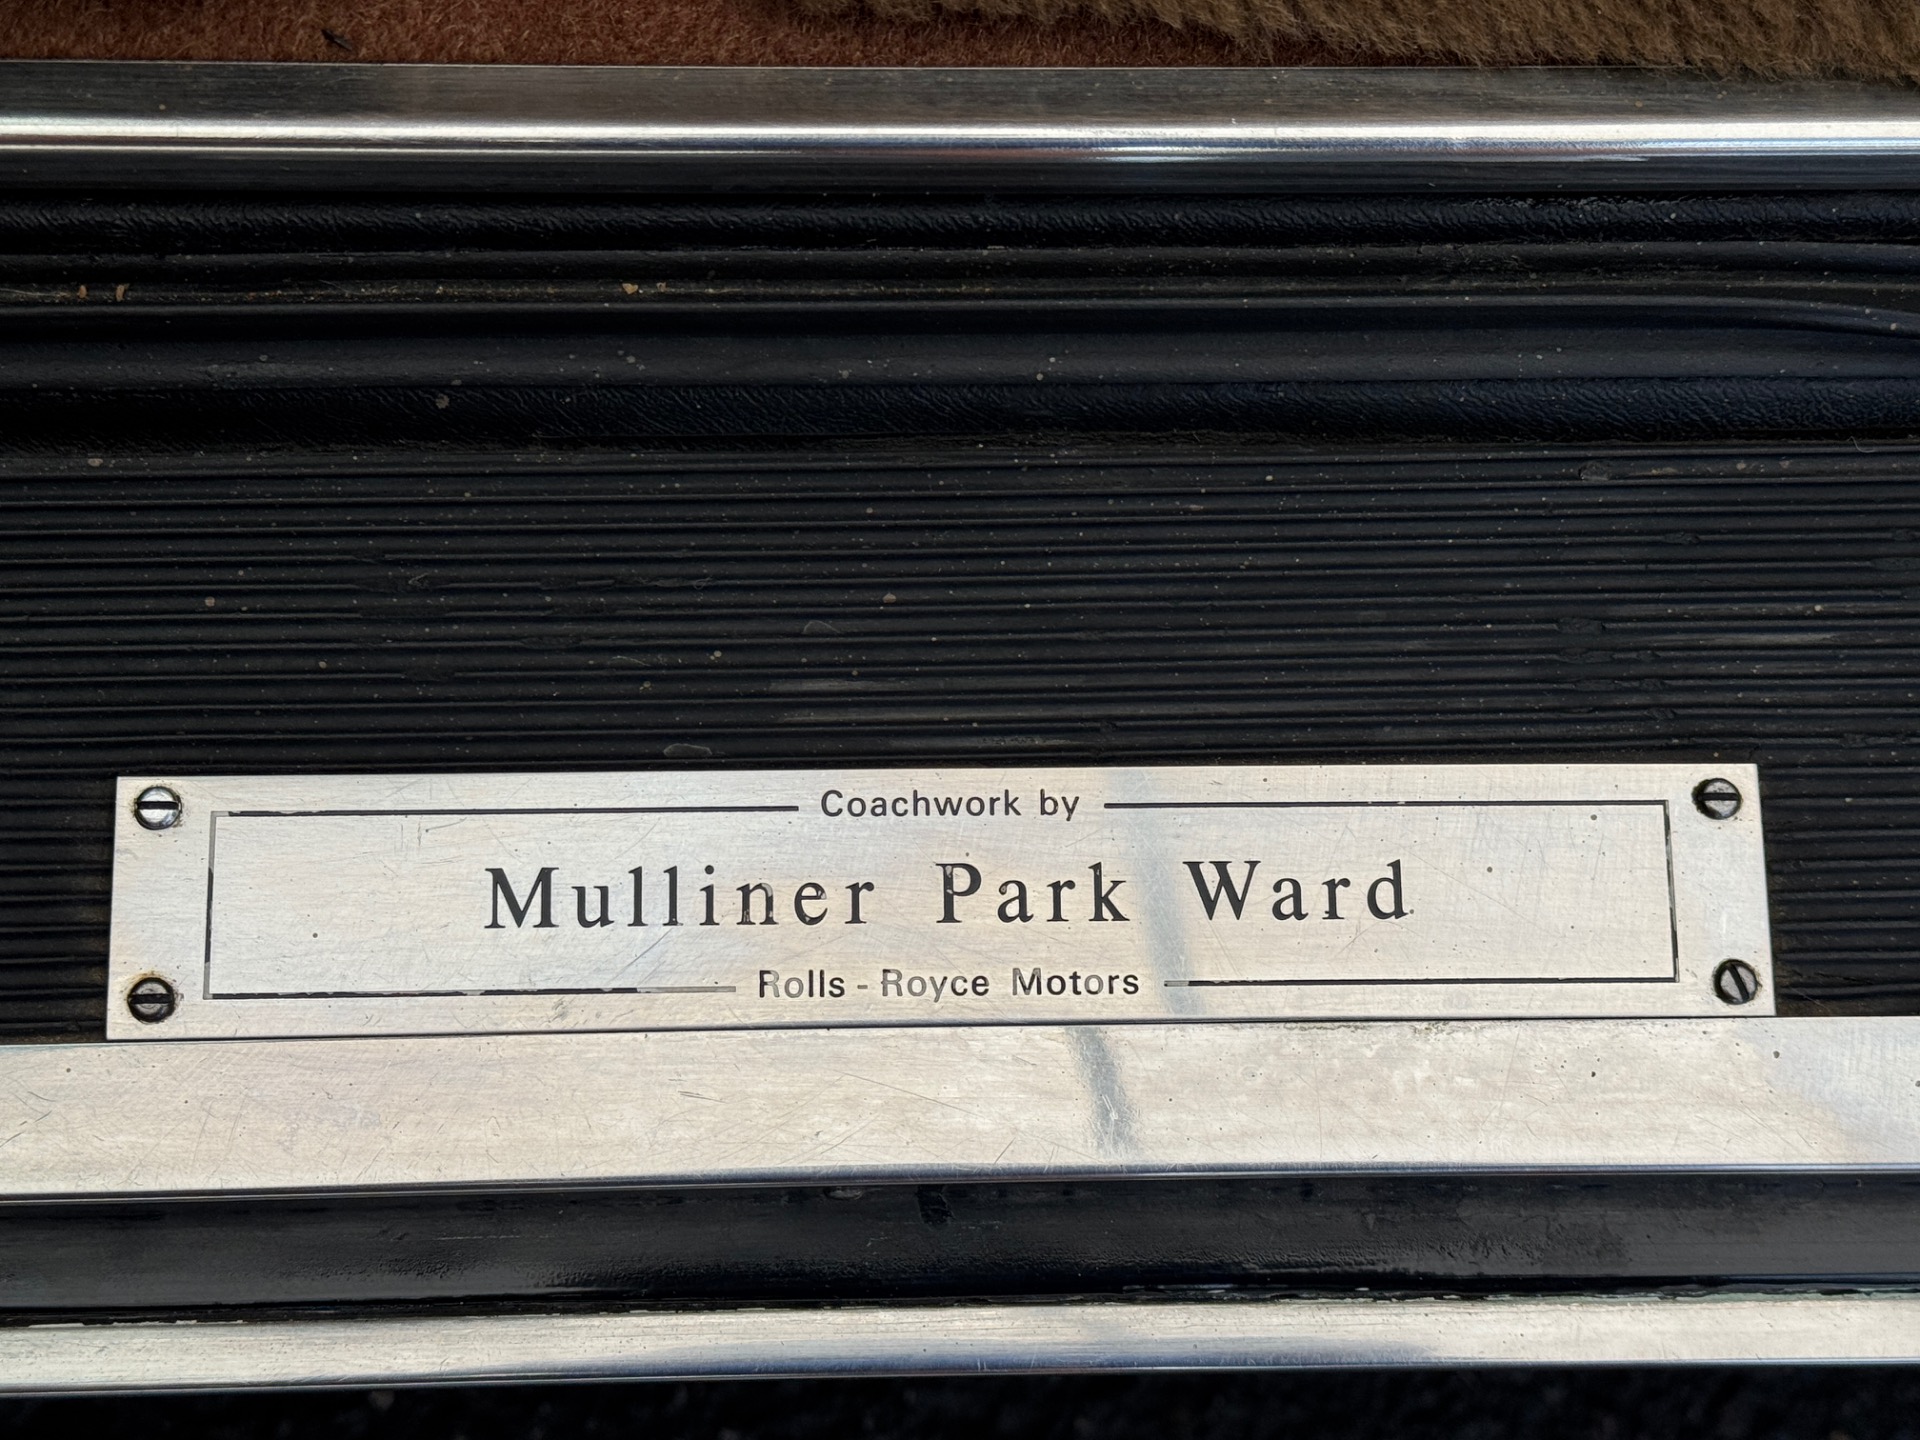 Coachwork by
Mulliner Park Ward
Rolls-Royce Motors